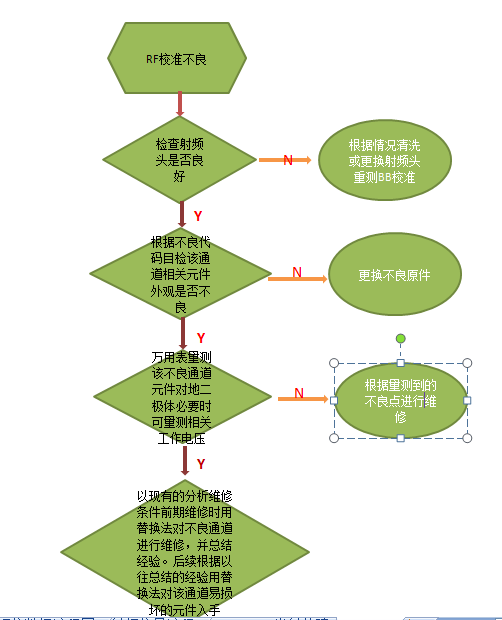 RF校准不良
检查射频
头是否良
好
N
根据情况清洗
或更换射频头
重测BB校准
Y
根据不良代
码目检该通
道相关元件
外观是否不
良
N
更换不良原件
Y
万用表量测
该不良通道
元件对地二
极体必要时
可量测相关
工作电压
N
根据量测到的
不良点进行维
修
Y
以现有的分析维修
条件前期维修时用
替换法对不良通道
进行维修，并总结
经验。后续根据以
往总结的经验用替
换法对该通道易损
坏的元件入手